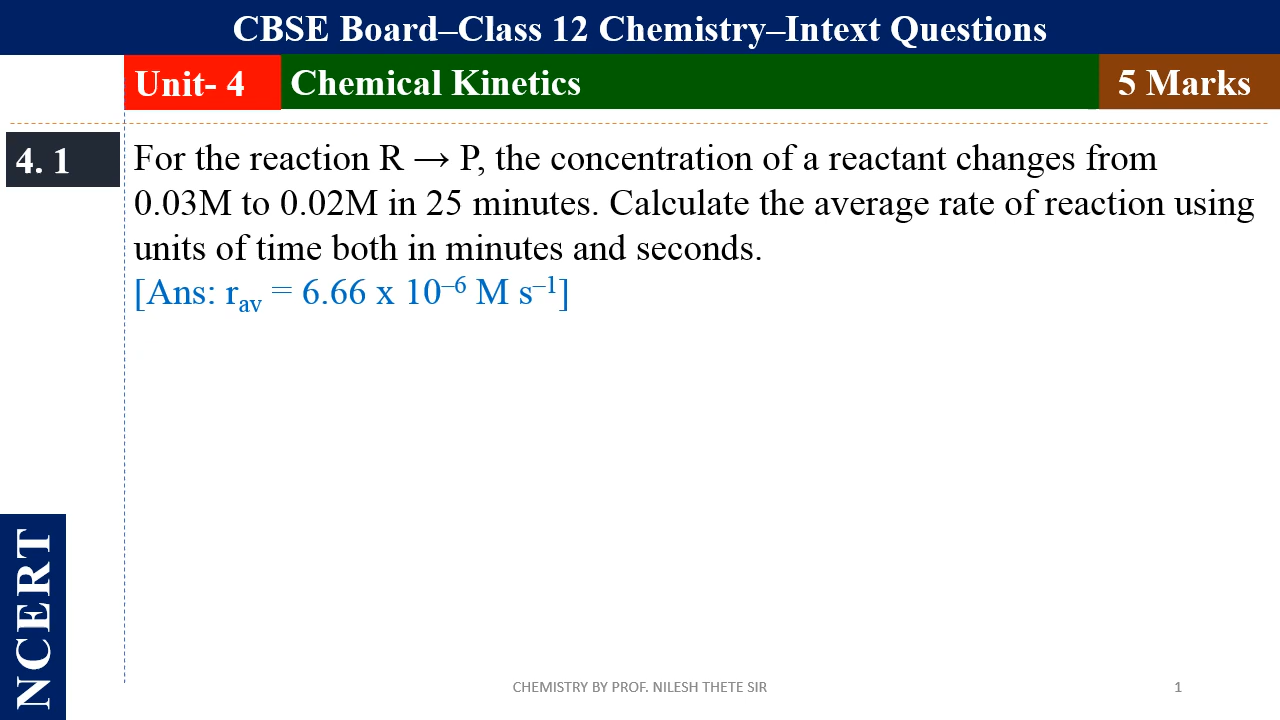 CBSE Board–Class 12 Chemistry–Intext Questions
Unit- 4
Chemical Kinetics
5 Marks
4. 1
For the reaction R → P, the concentration of a reactant changes from
0.03M to 0.02M in 25 minutes. Calculate the average rate of reaction using
units of time both in minutes and seconds.
[Ans: rav = 6.66 x 10–6 M s–1]
NCERT
CHEMISTRY BY PROF. NILESH THETE SIR
1